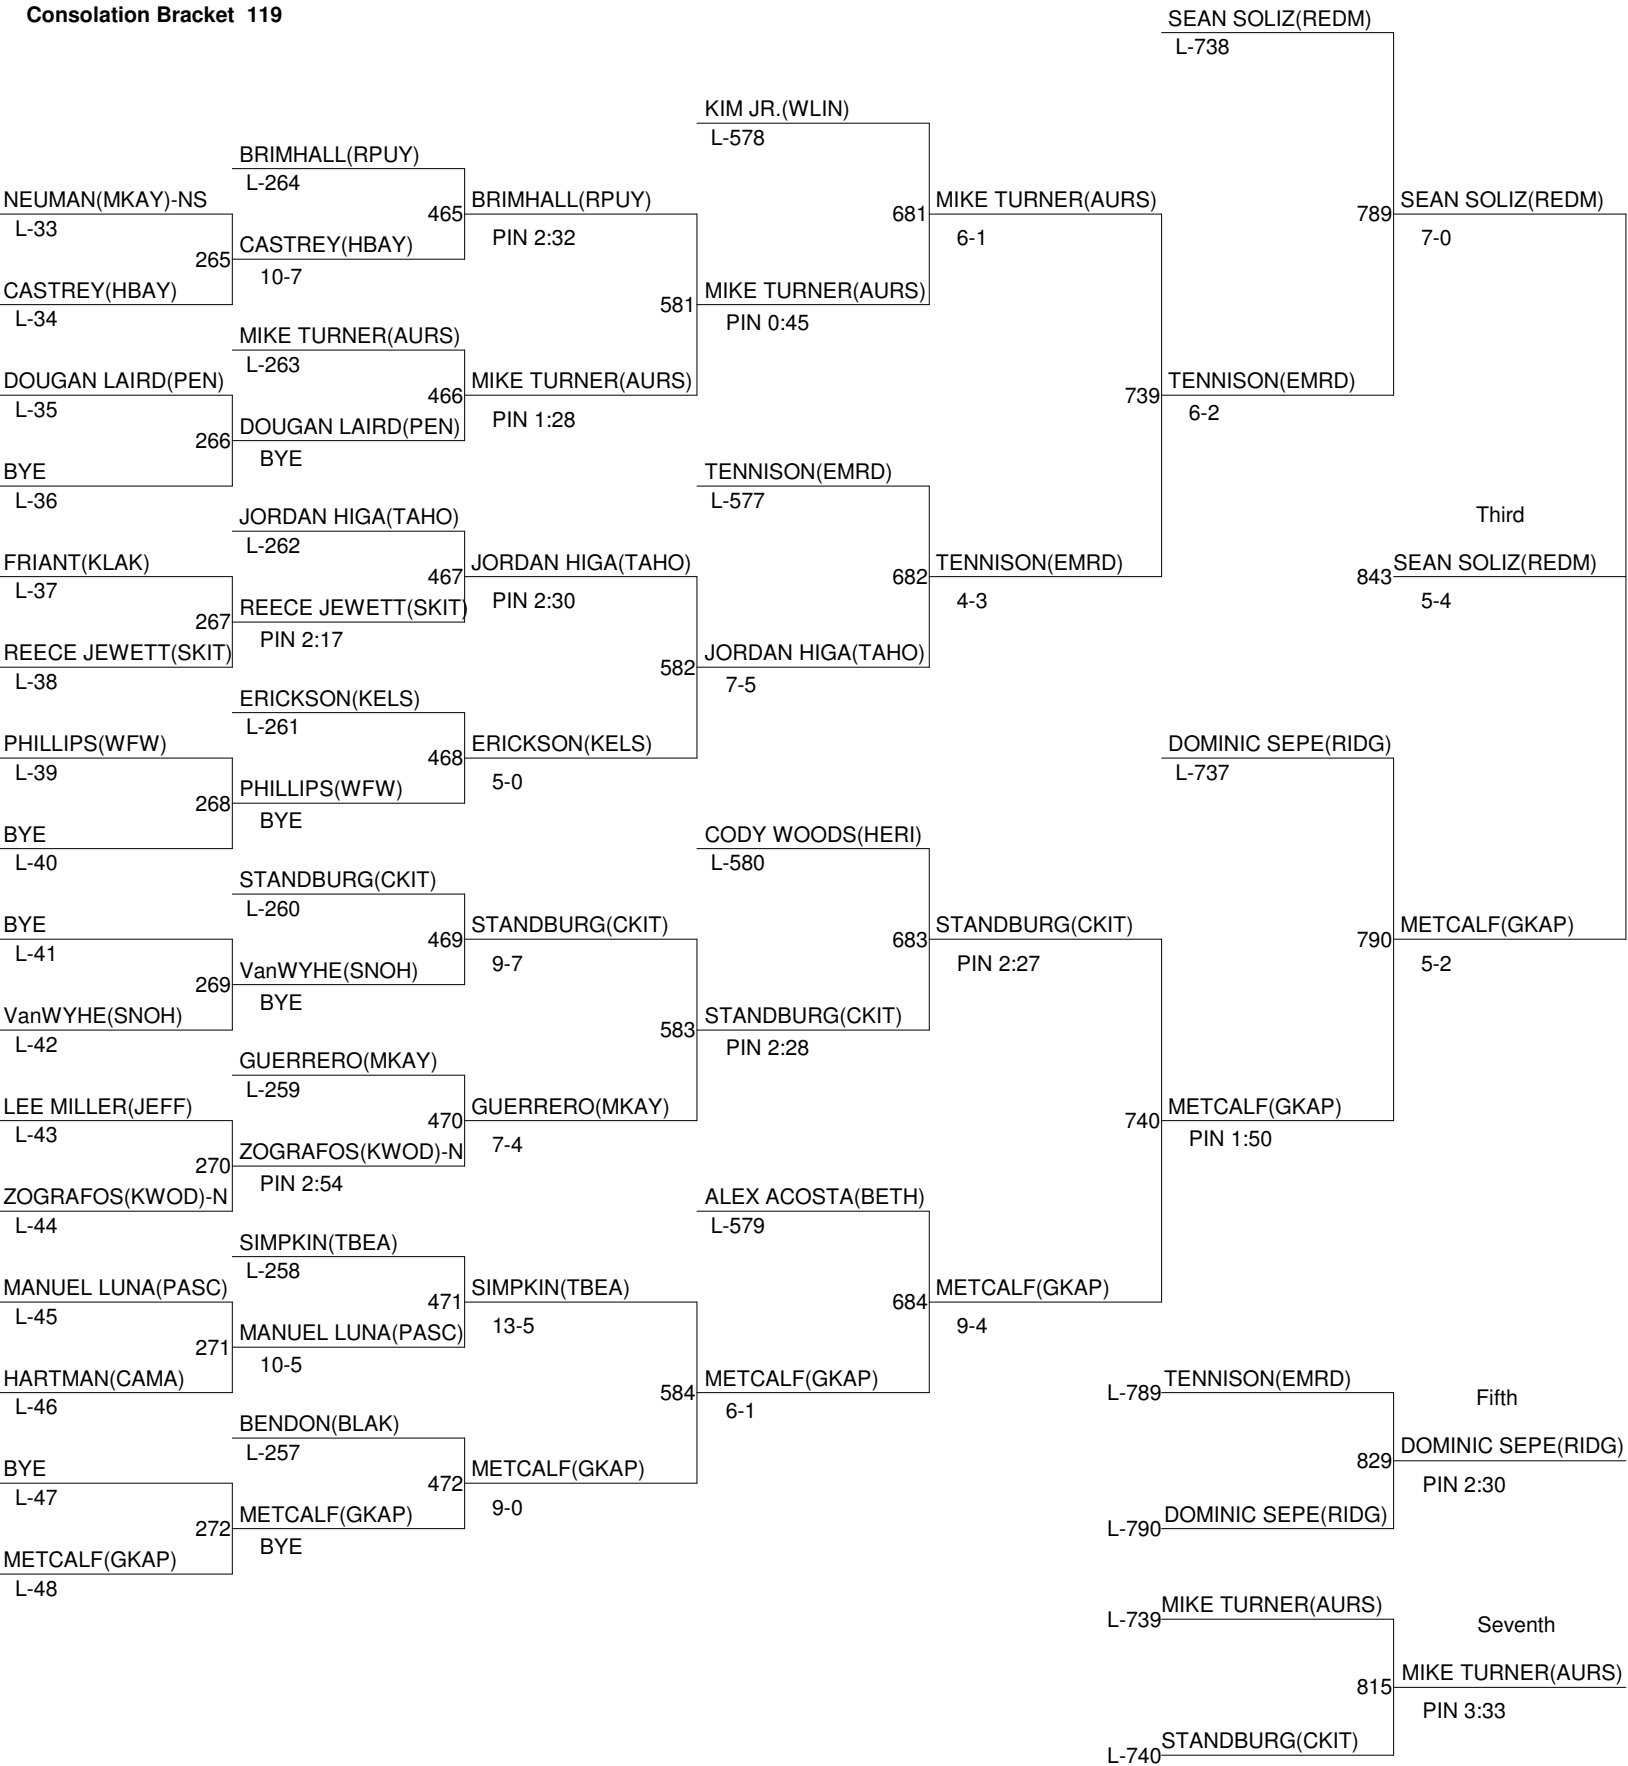 Consolation Bracket 119
NEUMAN(MKAY)-NS
L-33
CASTREY(HBAY)
L-34
DOUGAN LAIRD(PEN)
L-35
BYE
L-36
FRIANT(KLAK)
L-37
REECE JEWETT(SKIT)
L-38
PHILLIPS(WFW)
L-39
BYE
L-40
BYE
L-41
VanWYHE(SNOH)
L-42
LEE MILLER(JEFF)
L-43
ZOGRAFOS(KWOD)-N
L-44
MANUEL LUNA(PASC)
L-45
HARTMAN(CAMA)
L-46
BYE
L-47
METCALF(GKAP)
L-48
BRIMHALL(RPUY)
L-264
265
CASTREY(HBAY)
10-7
MIKE TURNER(AURS)
L-263
266
DOUGAN LAIRD(PEN)
BYE
JORDAN HIGA(TAHO)
L-262
267
REECE JEWETT(SKIT)
PIN 2:17
ERICKSON(KELS)
L-261
268
PHILLIPS(WFW)
BYE
STANDBURG(CKIT)
L-260
269
VanWYHE(SNOH)
BYE
GUERRERO(MKAY)
L-259
270
ZOGRAFOS(KWOD)-N
PIN 2:54
SIMPKIN(TBEA)
L-258
271
MANUEL LUNA(PASC)
10-5
BENDON(BLAK)
L-257
272
METCALF(GKAP)
BYE
465
BRIMHALL(RPUY)
PIN 2:32
466
MIKE TURNER(AURS)
PIN 1:28
467
JORDAN HIGA(TAHO)
PIN 2:30
468
ERICKSON(KELS)
5-0
469
STANDBURG(CKIT)
9-7
470
GUERRERO(MKAY)
7-4
471
SIMPKIN(TBEA)
13-5
472
METCALF(GKAP)
9-0
KIM JR.(WLIN)
L-578
581
MIKE TURNER(AURS)
PIN 0:45
TENNISON(EMRD)
L-577
582
JORDAN HIGA(TAHO)
7-5
CODY WOODS(HERI)
L-580
583
STANDBURG(CKIT)
PIN 2:28
ALEX ACOSTA(BETH)
L-579
584
METCALF(GKAP)
6-1
681
MIKE TURNER(AURS)
6-1
682
TENNISON(EMRD)
4-3
683
STANDBURG(CKIT)
PIN 2:27
684
METCALF(GKAP)
9-4
SEAN SOLIZ(REDM)
L-738
739
TENNISON(EMRD)
6-2
DOMINIC SEPE(RIDG)
L-737
740
METCALF(GKAP)
PIN 1:50
789
SEAN SOLIZ(REDM)
7-0
790
METCALF(GKAP)
5-2
Third
843
SEAN SOLIZ(REDM)
5-4
L-789
TENNISON(EMRD)
L-790
DOMINIC SEPE(RIDG)
Fifth
829
DOMINIC SEPE(RIDG)
PIN 2:30
L-739
MIKE TURNER(AURS)
L-740
STANDBURG(CKIT)
Seventh
815
MIKE TURNER(AURS)
PIN 3:33